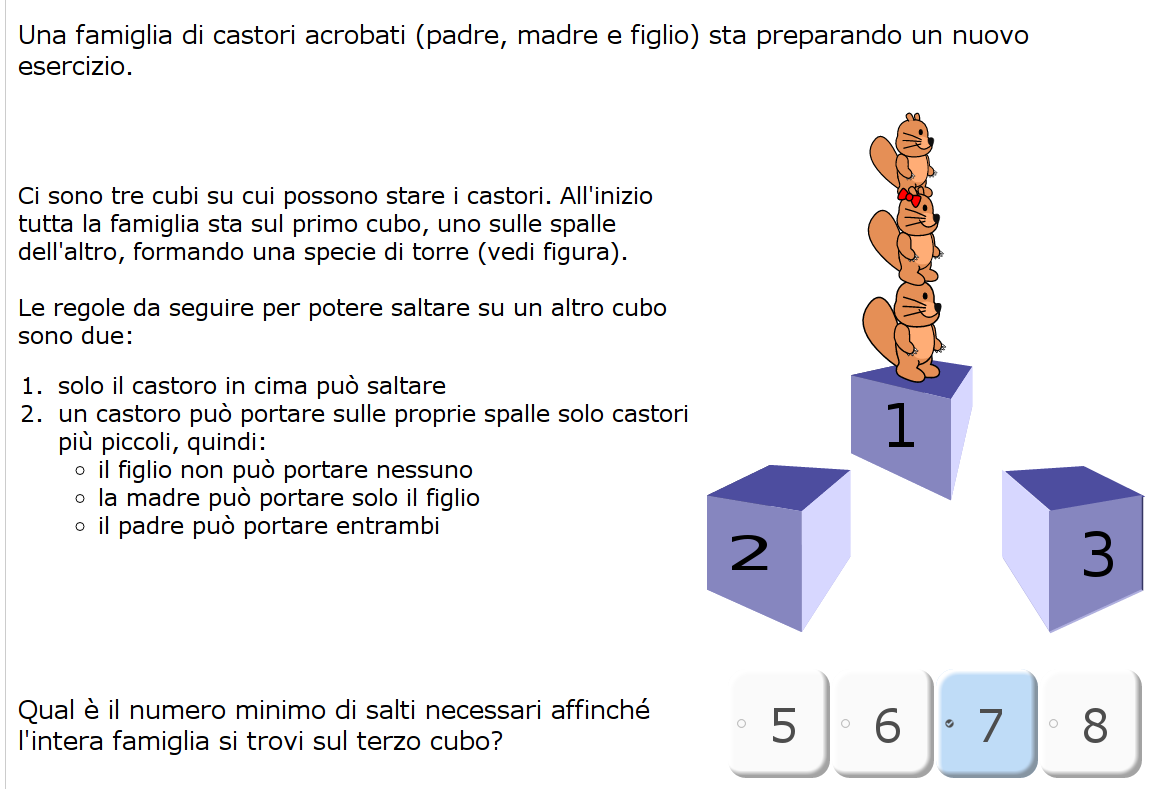 Una famiglia di castori acrobati (padre, madre e figlio) sta preparando un nuovo
esercizio.
Ci sono tre cubi su cui possono stare i castori. All'inizio
tutta la famiglia sta sul primo cubo, uno sulle spalle
dell'altro, formando una specie di torre (vedi figura).
Le regole da seguire per potere saltare su un altro cubo
sono due:
1. solo il castoro in cima può saltare
2. un castoro può portare sulle proprie spalle solo castori
più piccoli, quindi:
il figlio non può portare nessuno
la madre può portare solo il figlio
il padre può portare entrambi
1
2
3
Qual è il numero minimo di salti necessari affinché
l'intera famiglia si trovi sul terzo cubo?
5 6 7 8